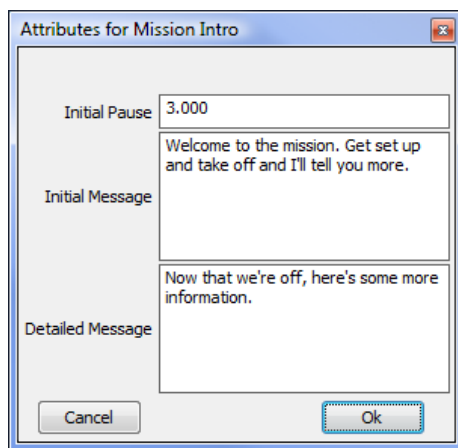 Attributes for Mission Intro
Initial Pause 3.000
Initial Message
Welcome to the mission. Get set up
and take off and I'll tell you more.
Detailed Message
Now that we're off, here's some more
information.
Cancel Ok